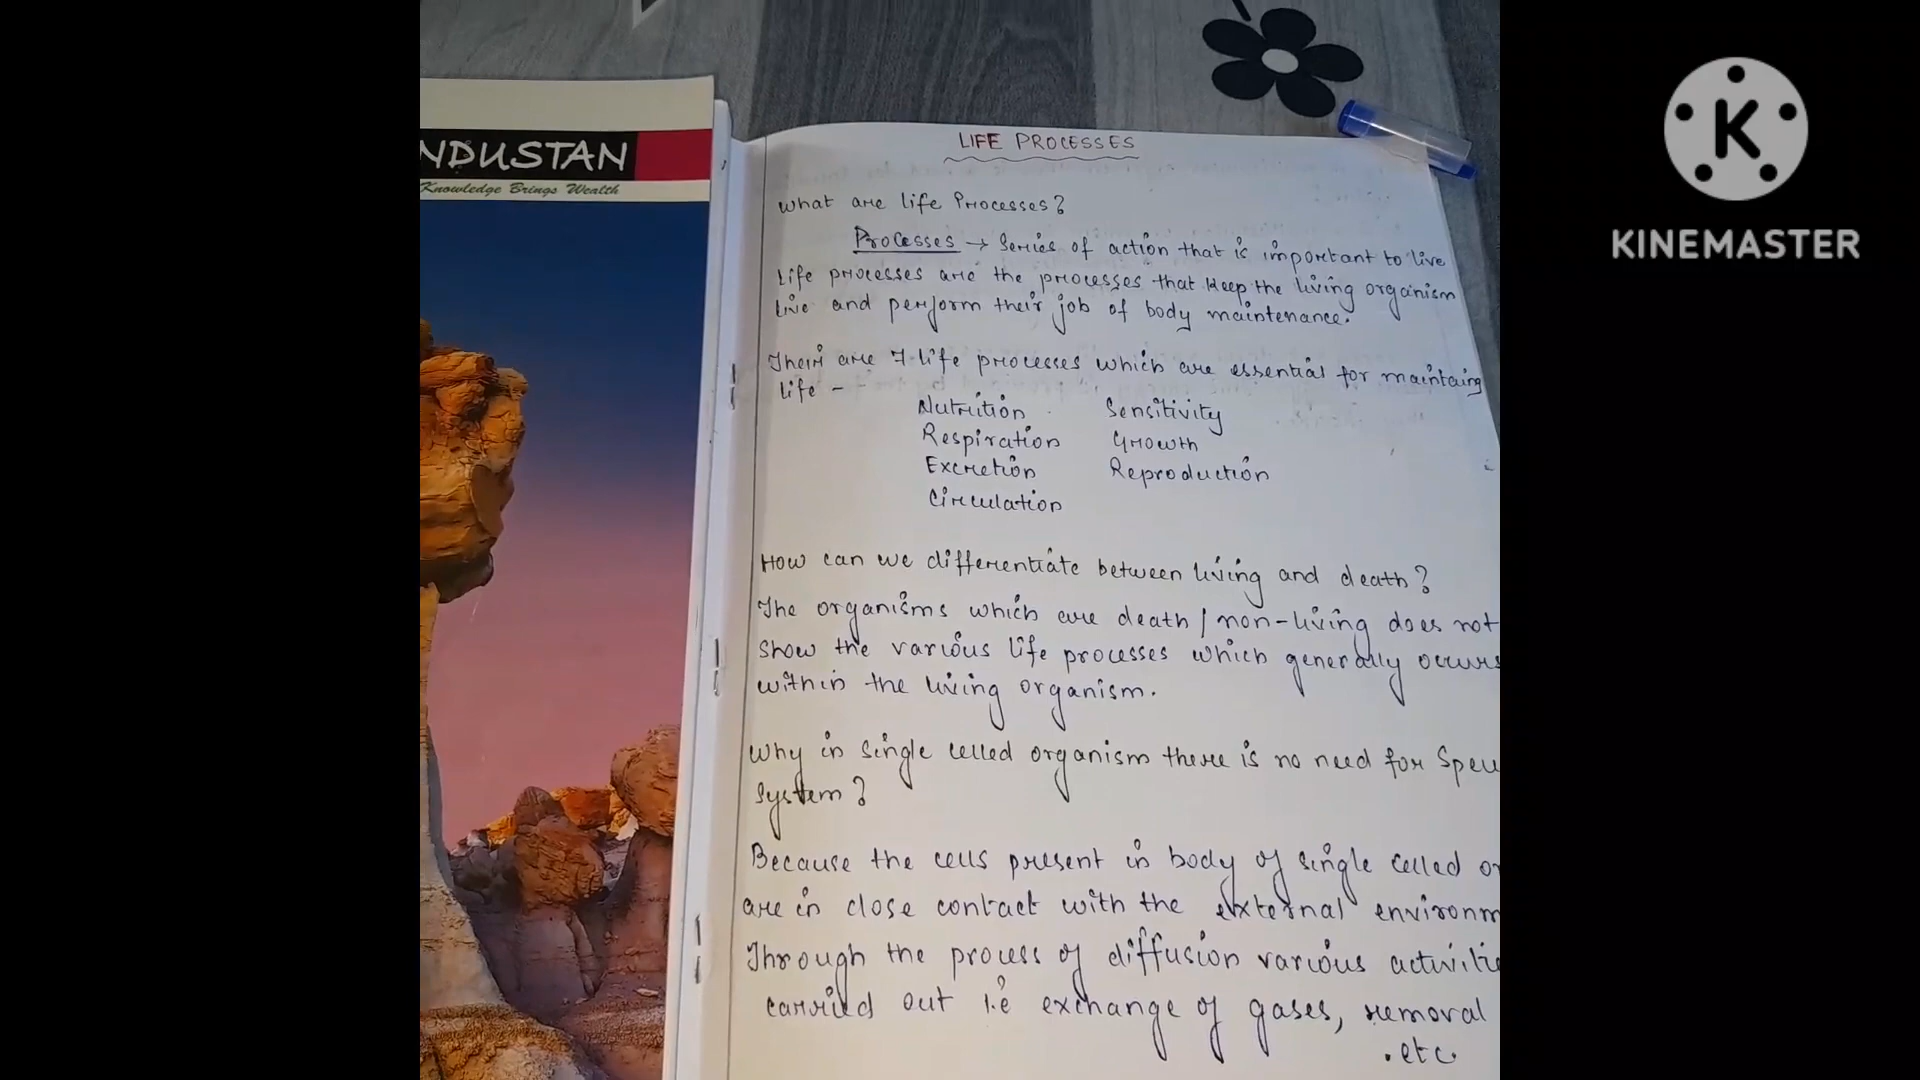 NDUSTAN
Knowledge Brings Wealth
LIFE PROCESSES
What are life Processes?
Processes → Series of action that is important to live
Life processes are the processes that keep the living organism
live and perform their job of body maintenance.
Their are 7 life processes which are essential for maintaing
life -
Nutrition Sensitivity
Respiration Growth
Excretion Reproduction
Circulation
How can we differentiate between living and death?
The organisms which are death / non-living does not
show the various life processes which generally occurs
within the living organism.
Why in single celled organism there is no need for Spec
System?
Because the cells present in body of single celled or
are in close contact with the external environm
Through the process of diffusion various activitie
carried out i.e exchange of gases, removal
.etc.
K
KINEMASTER